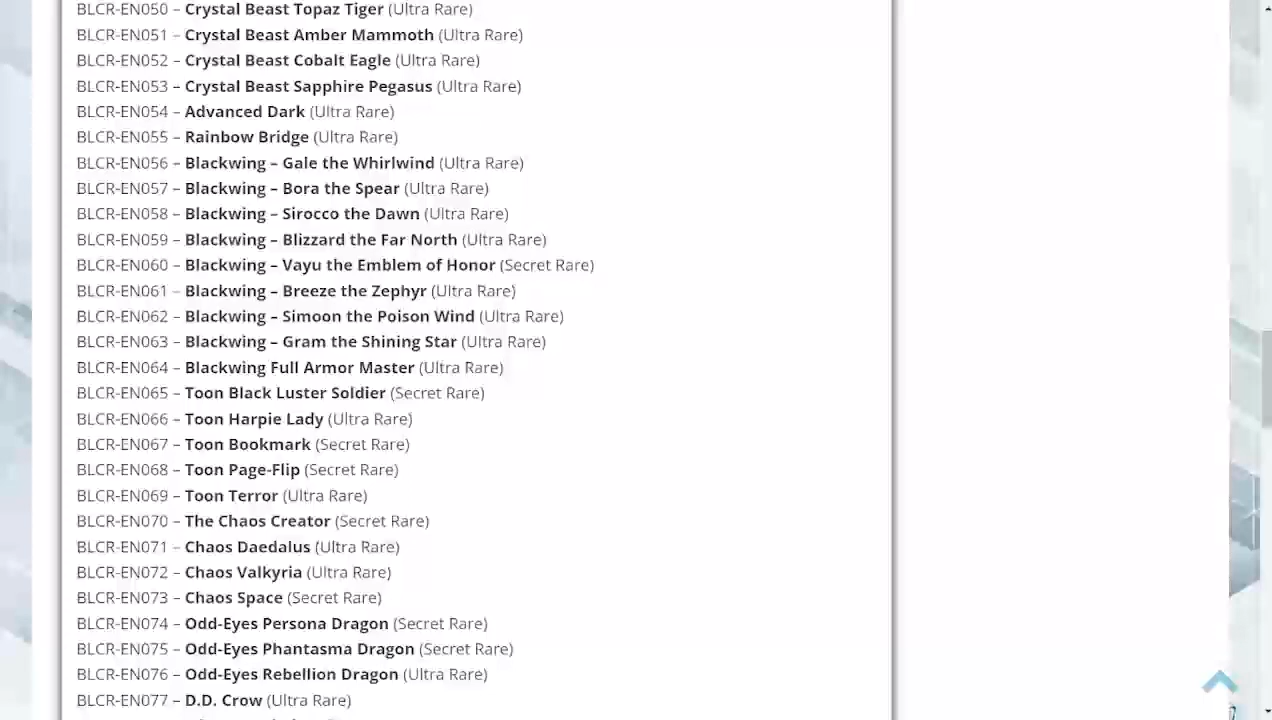 BLCR-EN050 – Crystal Beast Topaz Tiger (Ultra Rare)
BLCR-EN051 – Crystal Beast Amber Mammoth (Ultra Rare)
BLCR-EN052 – Crystal Beast Cobalt Eagle (Ultra Rare)
BLCR-EN053 – Crystal Beast Sapphire Pegasus (Ultra Rare)
BLCR-EN054 – Advanced Dark (Ultra Rare)
BLCR-EN055 – Rainbow Bridge (Ultra Rare)
BLCR-EN056 – Blackwing – Gale the Whirlwind (Ultra Rare)
BLCR-EN057 – Blackwing – Bora the Spear (Ultra Rare)
BLCR-EN058 – Blackwing – Sirocco the Dawn (Ultra Rare)
BLCR-EN059 – Blackwing – Blizzard the Far North (Ultra Rare)
BLCR-EN060 – Blackwing – Vayu the Emblem of Honor (Secret Rare)
BLCR-EN061 – Blackwing – Breeze the Zephyr (Ultra Rare)
BLCR-EN062 – Blackwing – Simoon the Poison Wind (Ultra Rare)
BLCR-EN063 – Blackwing – Gram the Shining Star (Ultra Rare)
BLCR-EN064 – Blackwing Full Armor Master (Ultra Rare)
BLCR-EN065 – Toon Black Luster Soldier (Secret Rare)
BLCR-EN066 – Toon Harpie Lady (Ultra Rare)
BLCR-EN067 – Toon Bookmark (Secret Rare)
BLCR-EN068 – Toon Page-Flip (Secret Rare)
BLCR-EN069 – Toon Terror (Ultra Rare)
BLCR-EN070 – The Chaos Creator (Secret Rare)
BLCR-EN071 – Chaos Daedalus (Ultra Rare)
BLCR-EN072 – Chaos Valkyria (Ultra Rare)
BLCR-EN073 – Chaos Space (Secret Rare)
BLCR-EN074 – Odd-Eyes Persona Dragon (Secret Rare)
BLCR-EN075 – Odd-Eyes Phantasma Dragon (Secret Rare)
BLCR-EN076 – Odd-Eyes Rebellion Dragon (Ultra Rare)
BLCR-EN077 – D.D. Crow (Ultra Rare)